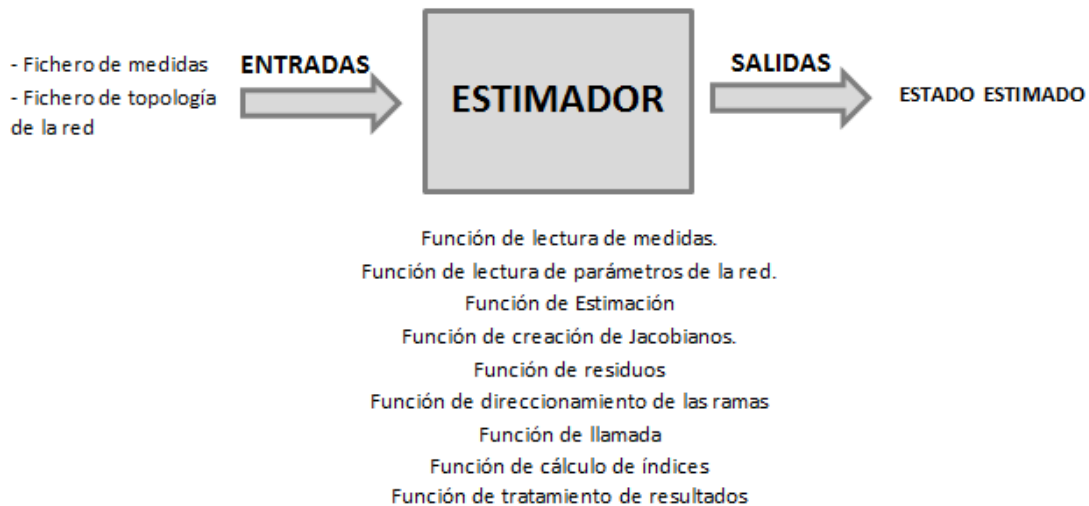 - Fichero de medidas
- Fichero de topología
de la red
ENTRADAS
ESTIMADOR
SALIDAS
ESTADO ESTIMADO
Función de lectura de medidas.
Función de lectura de parámetros de la red.
Función de Estimación
Función de creación de Jacobianos.
Función de residuos
Función de direccionamiento de las ramas
Función de llamada
Función de cálculo de índices
Función de tratamiento de resultados